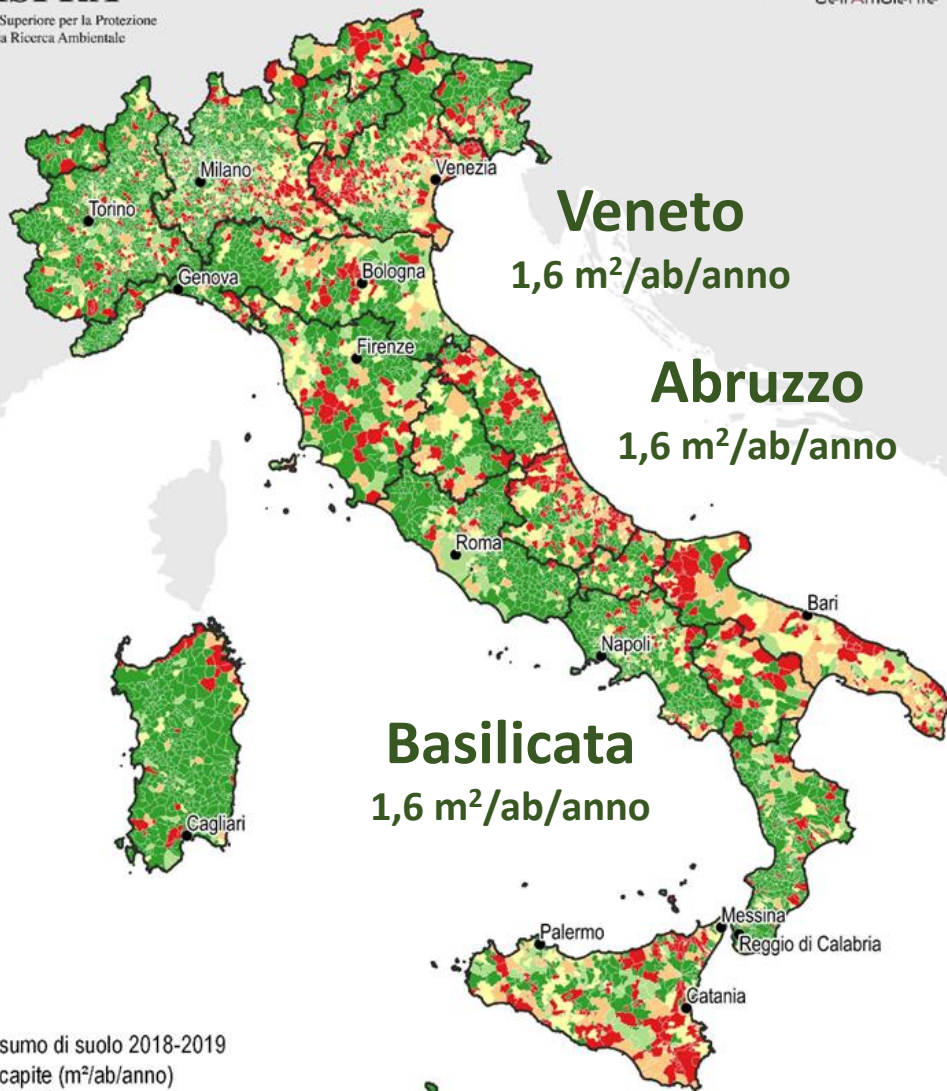 Superiore per la Protezione
a Ricerca Ambientale
Milano
Venezia
Torino
Veneto
1,6 m²/ab/anno
Genova
Bologna
Firenze
Abruzzo
1,6 m²/ab/anno
Roma
Bari
Napoli
Basilicata
1,6 m²/ab/anno
Cagliari
Messina
Palermo
Reggio di Calabria
Catania
sumo di suolo 2018-2019
capite (m²/ab/anno)